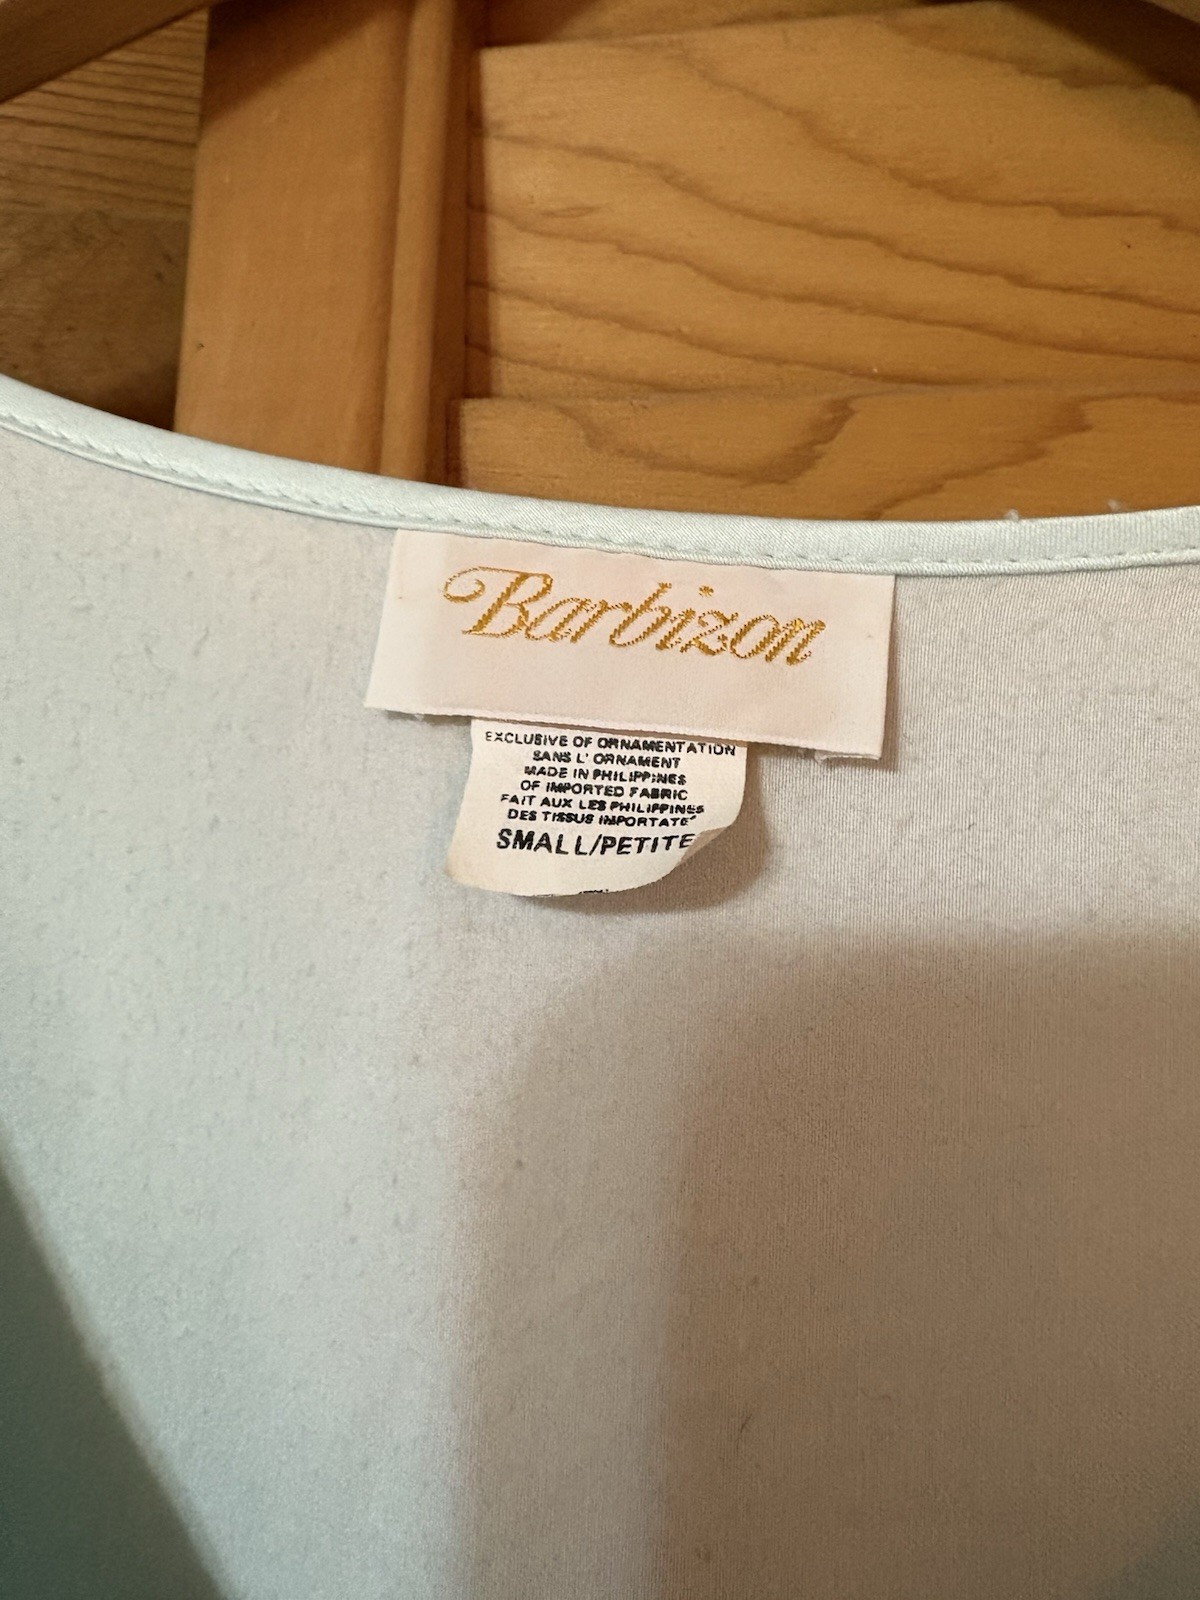 Barbizon
EXCLUSIVE OF ORNAMENTATION
SANS L' ORNAMENT
MADE IN PHILIPPINES
OF IMPORTED FABRIC
FAIT AUX LES PHILIPPINES
DES TISSUS IMPORTATE
SMALL/PETITE